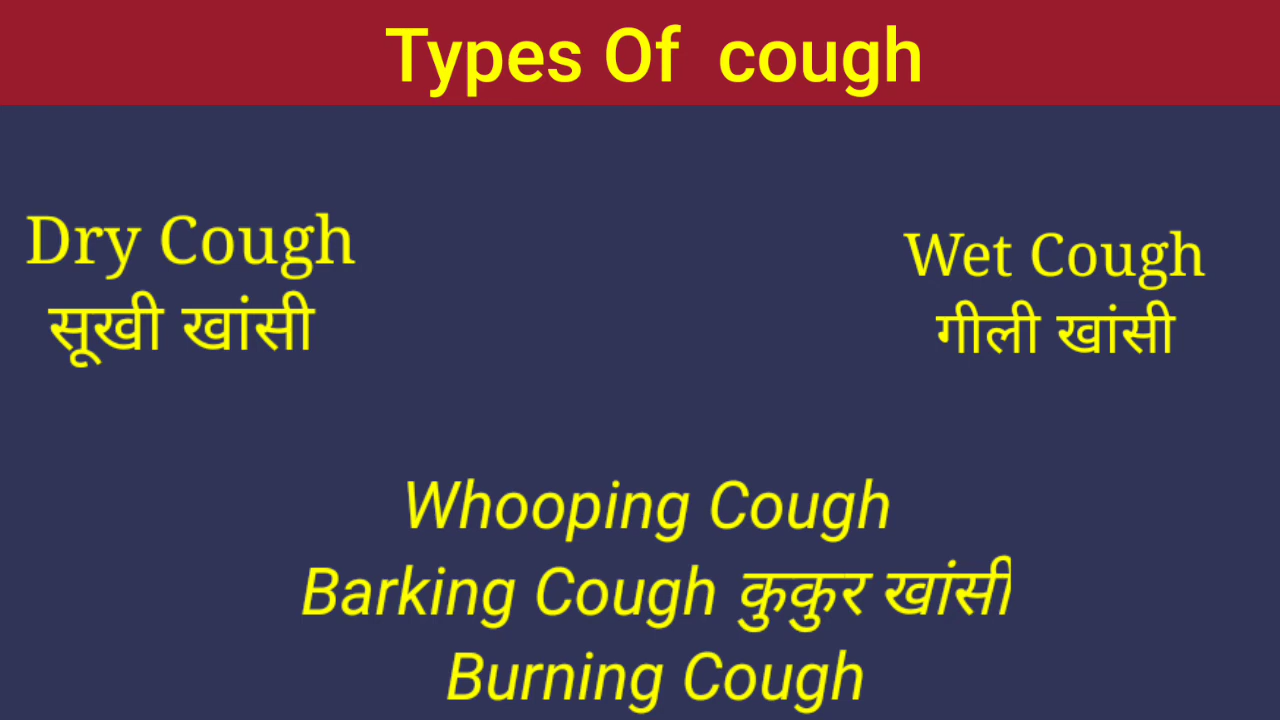 Types Of cough
Dry Cough
सूखी खांसी
Wet Cough
गीली खांसी
Whooping Cough
Barking Cough कुकुर खांसी
Burning Cough